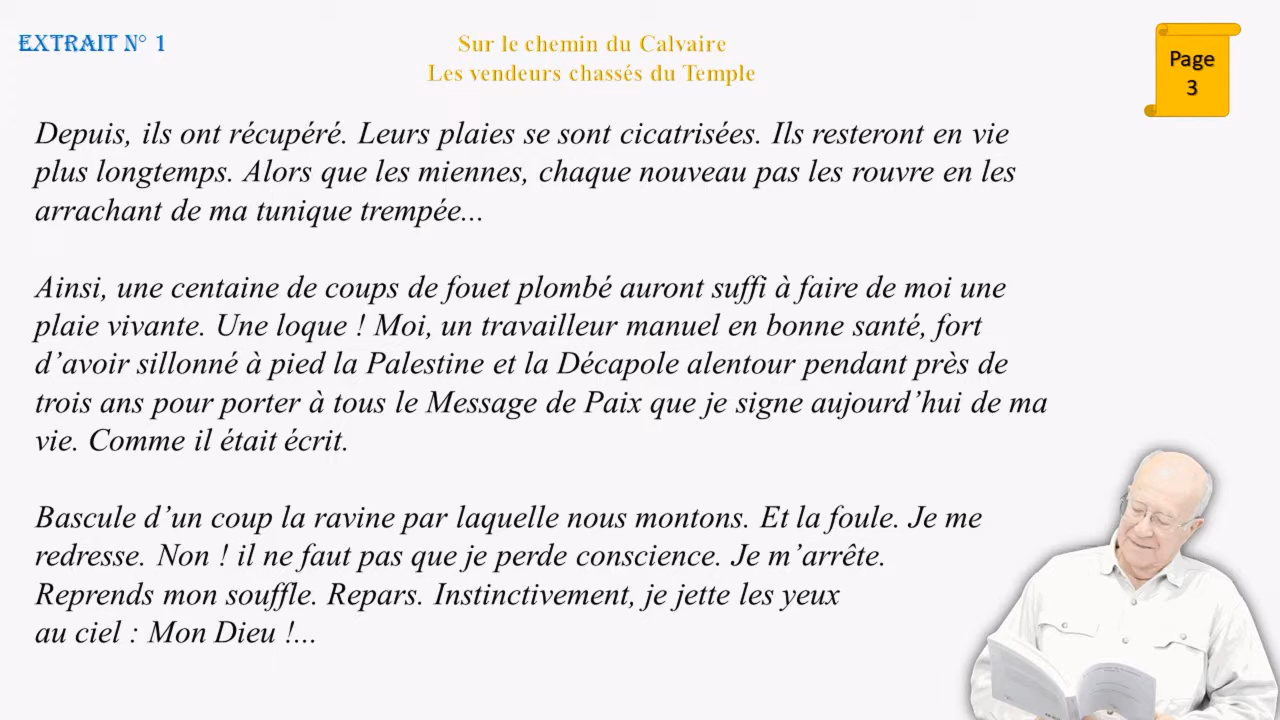 EXTRAIT N° 1
Sur le chemin du Calvaire
Les vendeurs chassés du Temple
Page
3
Depuis, ils ont récupéré. Leurs plaies se sont cicatrisées. Ils resteront en vie
plus longtemps. Alors que les miennes, chaque nouveau pas les rouvre en les
arrachant de ma tunique trempée...
Ainsi, une centaine de coups de fouet plombé auront suffi à faire de moi une
plaie vivante. Une loque ! Moi, un travailleur manuel en bonne santé, fort
d’avoir sillonné à pied la Palestine et la Décapole alentour pendant près de
trois ans pour porter à tous le Message de Paix que je signe aujourd’hui de ma
vie. Comme il était écrit.
Bascule d’un coup la ravine par laquelle nous montons. Et la foule. Je me
redresse. Non ! il ne faut pas que je perde conscience. Je m’arrête.
Reprends mon souffle. Repars. Instinctivement, je jette les yeux
au ciel : Mon Dieu !...